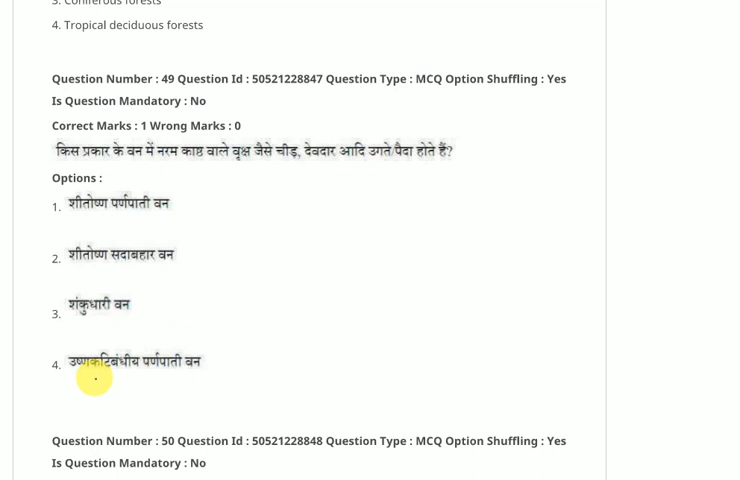 3. Coniferous forests
4. Tropical deciduous forests
Question Number : 49 Question Id : 50521228847 Question Type : MCQ Option Shuffling : Yes
Is Question Mandatory : No
Correct Marks : 1 Wrong Marks : 0
किस प्रकार के वन में नरम काष्ठ वाले वृक्ष जैसे चीड़, देवदार आदि उगते/पैदा होते हैं?
Options :
1. शीतोष्ण पर्णपाती वन
2. शीतोष्ण सदाबहार वन
3. शंकुधारी वन
4. उष्णकटिबंधीय पर्णपाती वन
Question Number : 50 Question Id : 50521228848 Question Type : MCQ Option Shuffling : Yes
Is Question Mandatory : No